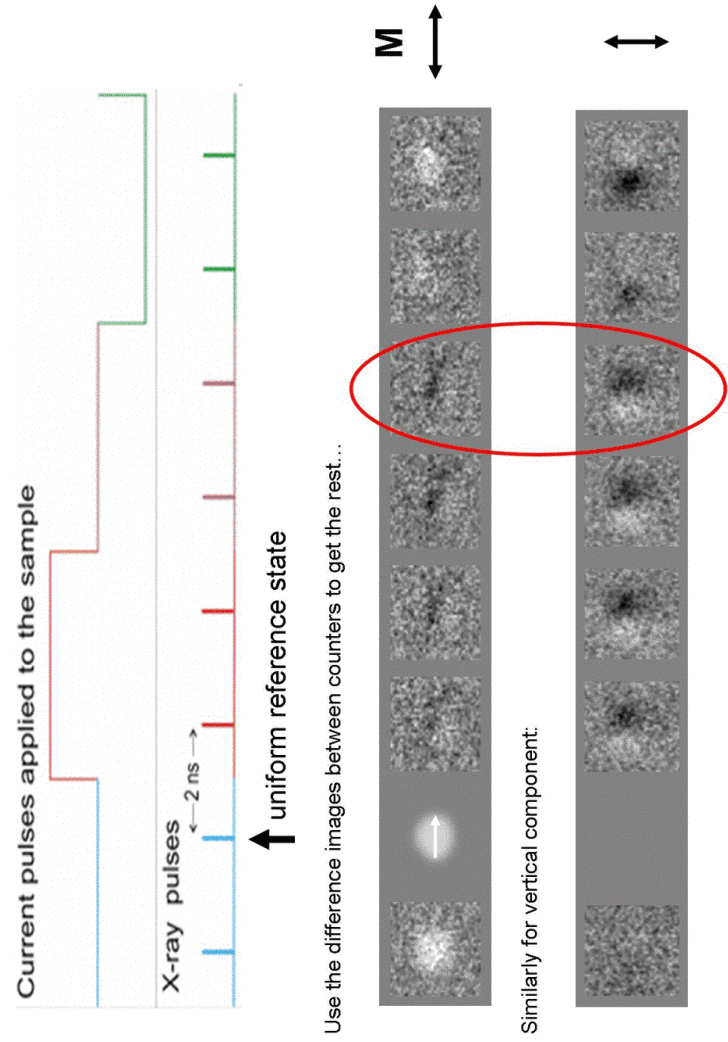 Current pulses applied to the sample
X-ray pulses
<---2 ns --->
uniform reference state
Use the difference images between counters to get the rest...
M
Similarly for vertical component: